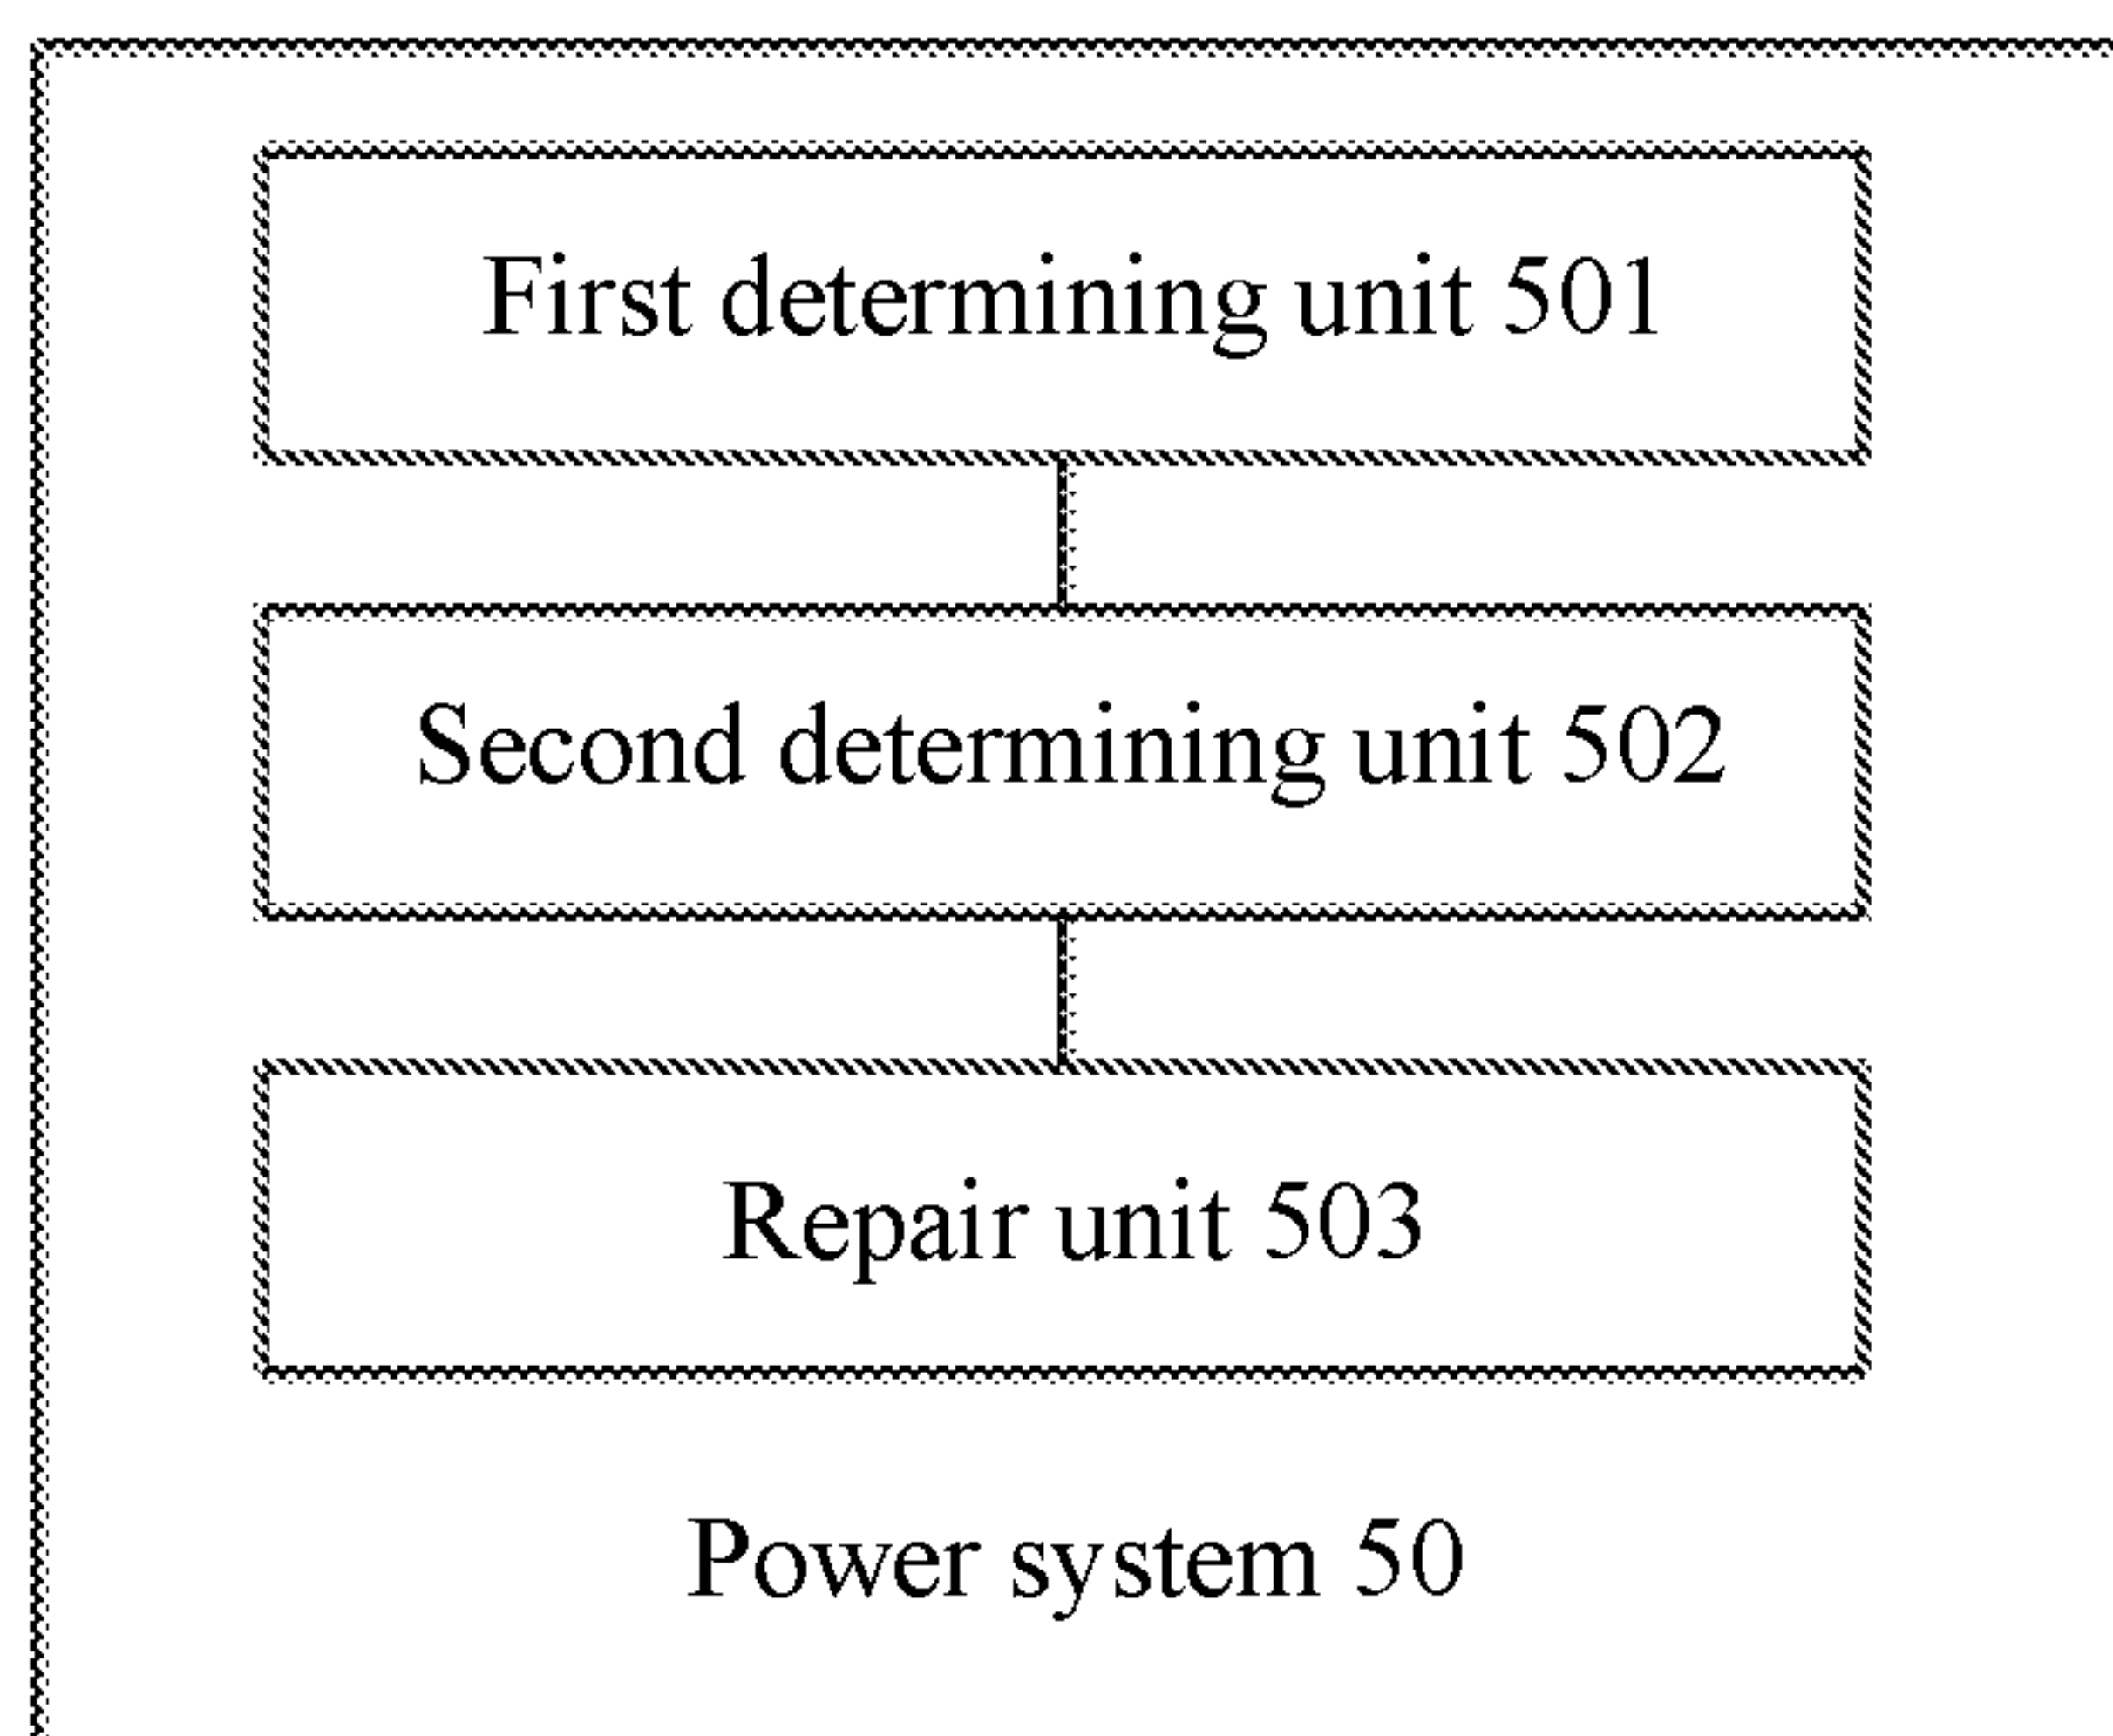 First determining unit 501
Second determining unit 502
Repair unit 503
Power system 50